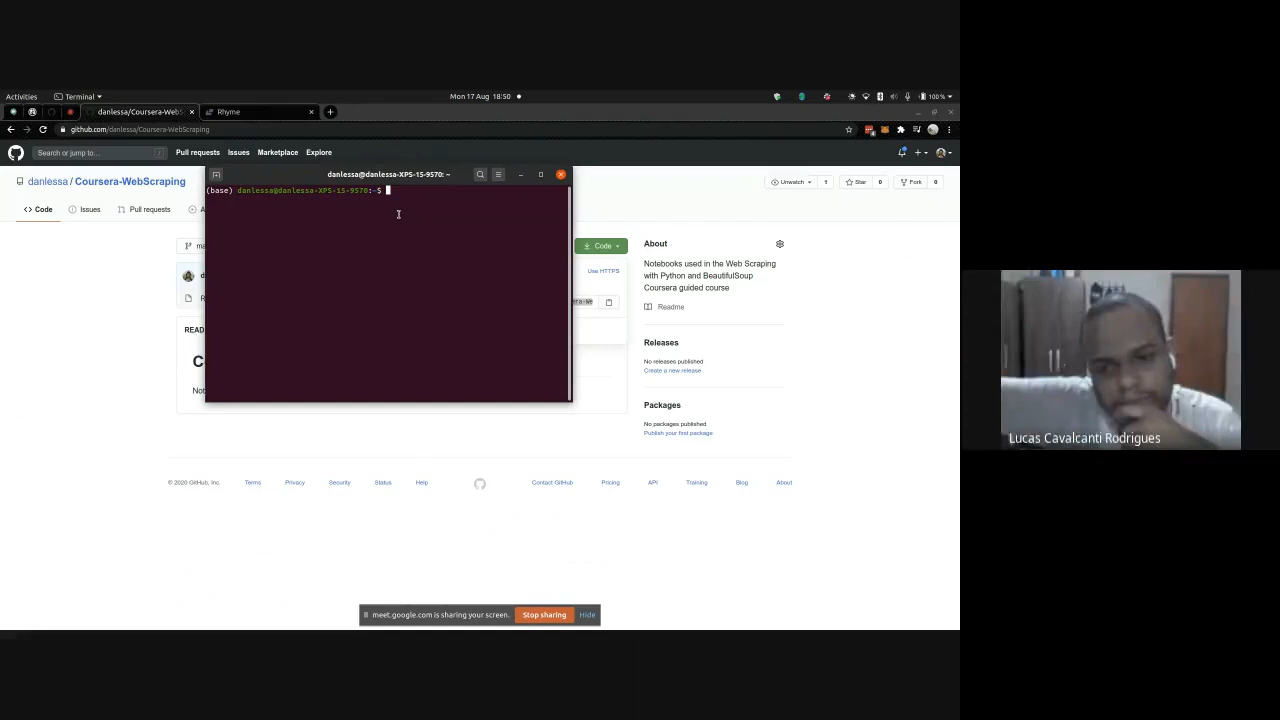 Activities Terminal Mon 17 Aug 18:50 100%
danlessa/Coursera-WebS Rhyme
github.com/danlessa/Coursera-WebScraping
Search or jump to... / Pull requests Issues Marketplace Explore
danlessa@danlessa-XPS-15-9570: ~
danlessa / Coursera-WebScraping Unwatch 1 Star 0 Fork 0
(base) danlessa@danlessa-XPS-15-9570:~$
Code Issues Pull requests A
ma Code About
Notebooks used in the Web Scraping
with Python and BeautifulSoup
Coursera guided course
d Use HTTPS
R Readme
READ
Releases
C No releases published
Create a new release
Not
Packages
No packages published
Publish your first package
Lucas Cavalcanti Rodrigues
© 2020 GitHub, Inc. Terms Privacy Security Status Help Contact GitHub Pricing API Training Blog About
meet.google.com is sharing your screen. Stop sharing Hide